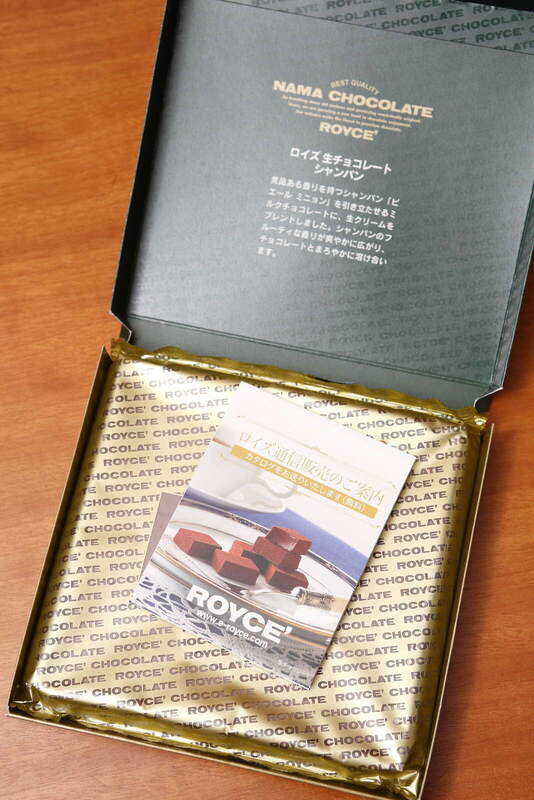 BEST QUALITY
NAMA CHOCOLATE
ROYCE'
ロイズ 生チョコレート
シャンパン
気品ある香りを持つシャンパン「ピ
エール ミニョン」を引き立たせるミ
ルクチョコレートに、生クリームを
ブレンドしました。シャンパンのフ
ルーティな香りが爽やかに広がり、
チョコレートとまろやかに溶け合い
ます。
ロイズ通信販売のご案内
カタログをお送りいたします(無料)
ROYCE'
www.e-royce.com
ROYCE' CHOCOLATE